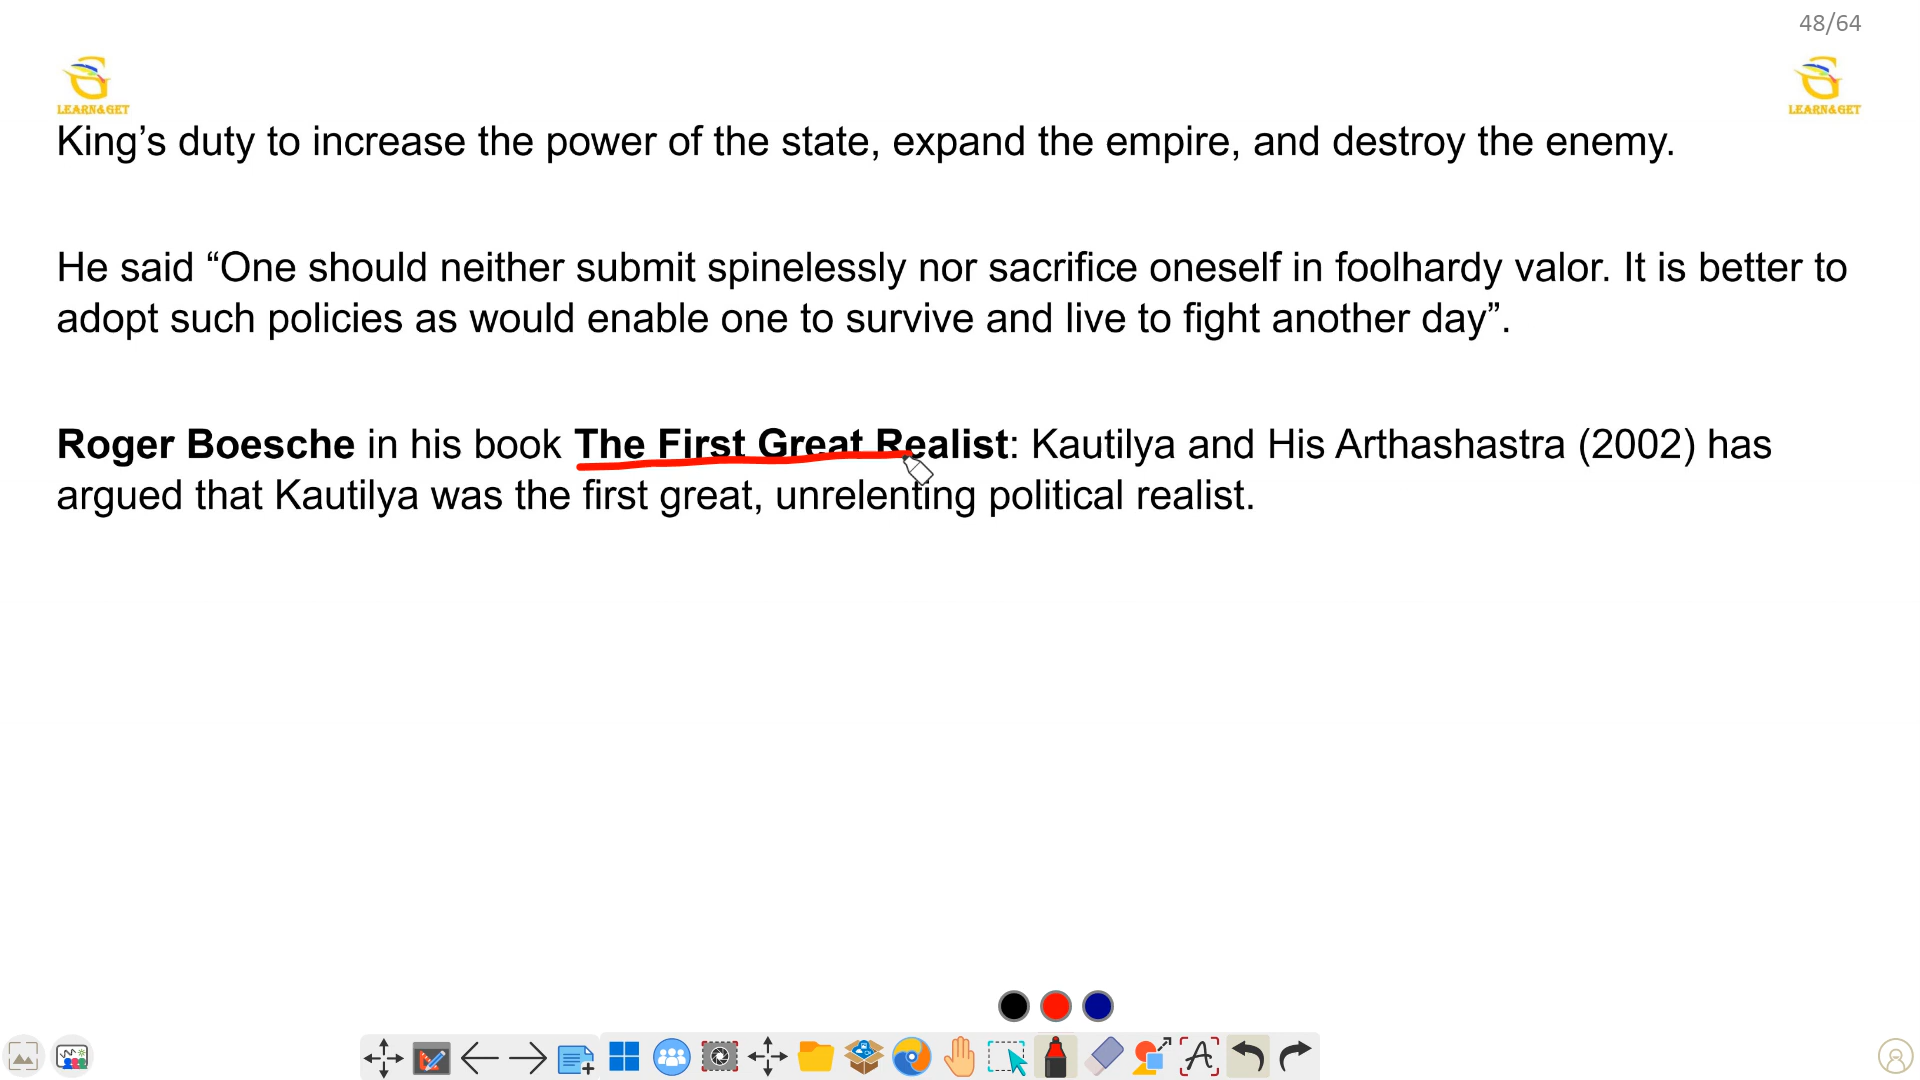 48/64
LEARN&GET
LEARN&GET
King’s duty to increase the power of the state, expand the empire, and destroy the enemy.
He said “One should neither submit spinelessly nor sacrifice oneself in foolhardy valor. It is better to
adopt such policies as would enable one to survive and live to fight another day”.
Roger Boesche in his book The First Great Realist: Kautilya and His Arthashastra (2002) has
argued that Kautilya was the first great, unrelenting political realist.